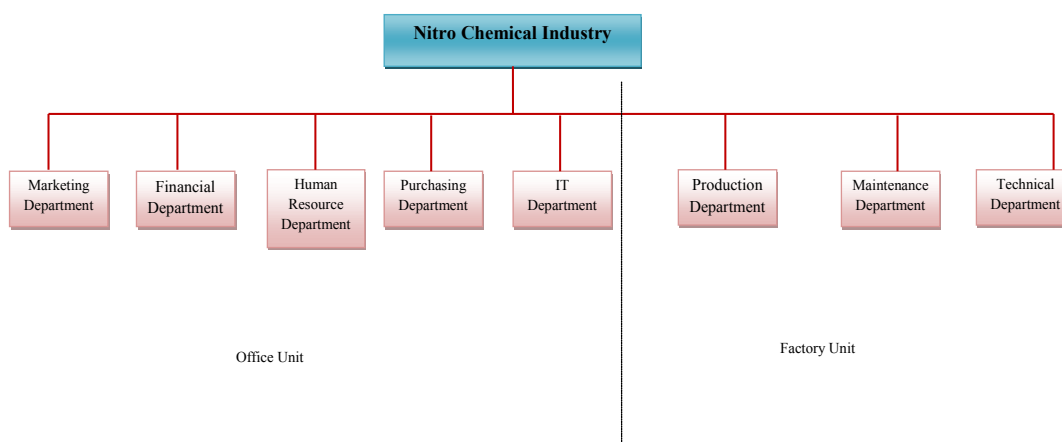 Nitro Chemical Industry
Marketing
Department
Financial
Department
Human
Resource
Department
Purchasing
Department
IT
Department
Production
Department
Maintenance
Department
Technical
Department
Office Unit
Factory Unit